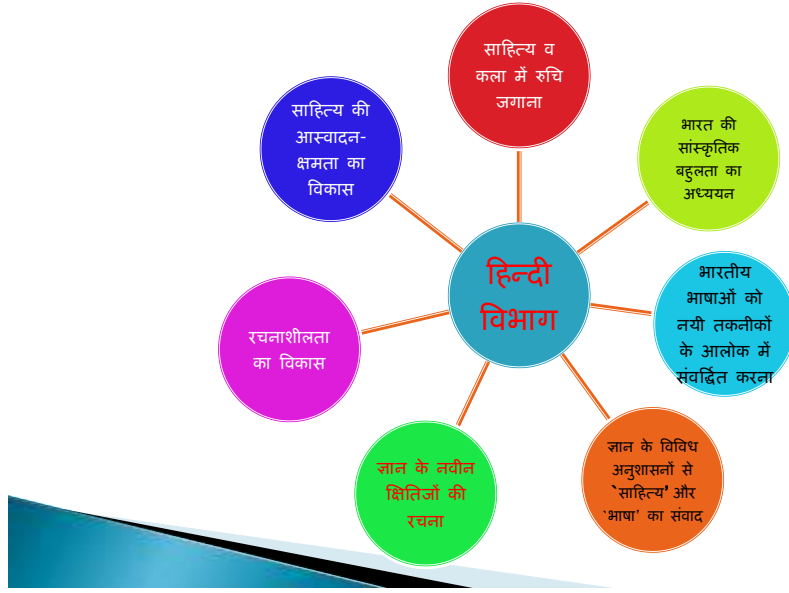 साहित्य व
कला में रुचि
जगाना
भारत की
सांस्कृतिक
बहुलता का
अध्ययन
भारतीय
भाषाओं को
नयी तकनीकों
के आलोक में
संवर्द्धित करना
ज्ञान के विविध
अनुशासनों से
`साहित्य' और
`भाषा' का संवाद
ज्ञान के नवीन
क्षितिजों की
रचना
रचनाशीलता
का विकास
साहित्य की
आस्वादन-
क्षमता का
विकास
हिन्दी
विभाग